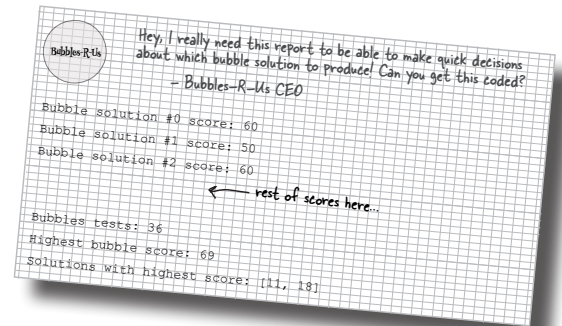 Bubbles-R-Us
Hey, I really need this report to be able to make quick decisions
about which bubble solution to produce! Can you get this coded?
– Bubbles-R-Us CEO
Bubble solution #0 score: 60
Bubble solution #1 score: 50
Bubble solution #2 score: 60
rest of scores here...
Bubbles tests: 36
Highest bubble score: 69
Solutions with highest score: [11, 18]